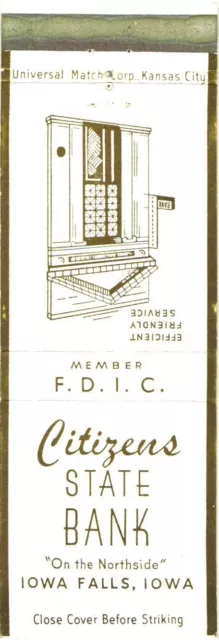 Universal Match Corp., Kansas City
BANK
EFFICIENT
FRIENDLY
SERVICE
MEMBER
F. D. I. C.
Citizens
STATE
BANK
"On the Northside"
IOWA FALLS, IOWA
Close Cover Before Striking